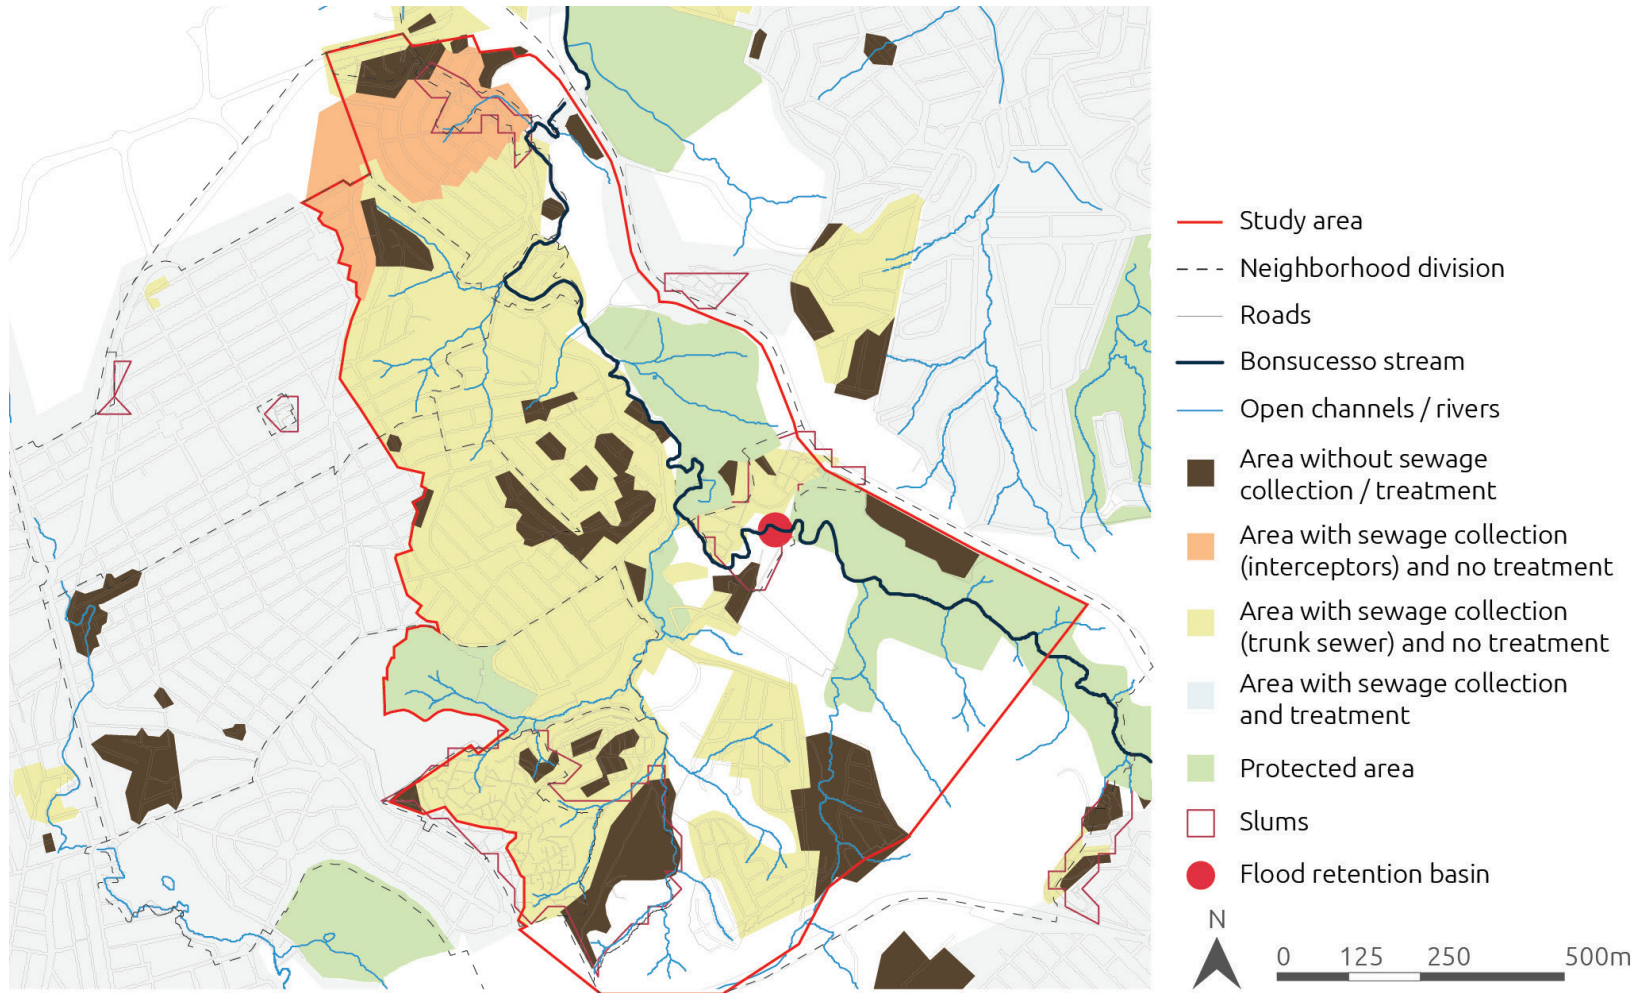 Study area
Neighborhood division
Roads
Bonsucesso stream
Open channels / rivers
Area without sewage
collection / treatment
Area with sewage collection
(interceptors) and no treatment
Area with sewage collection
(trunk sewer) and no treatment
Area with sewage collection
and treatment
Protected area
Slums
Flood retention basin
N
0 125 250 500m